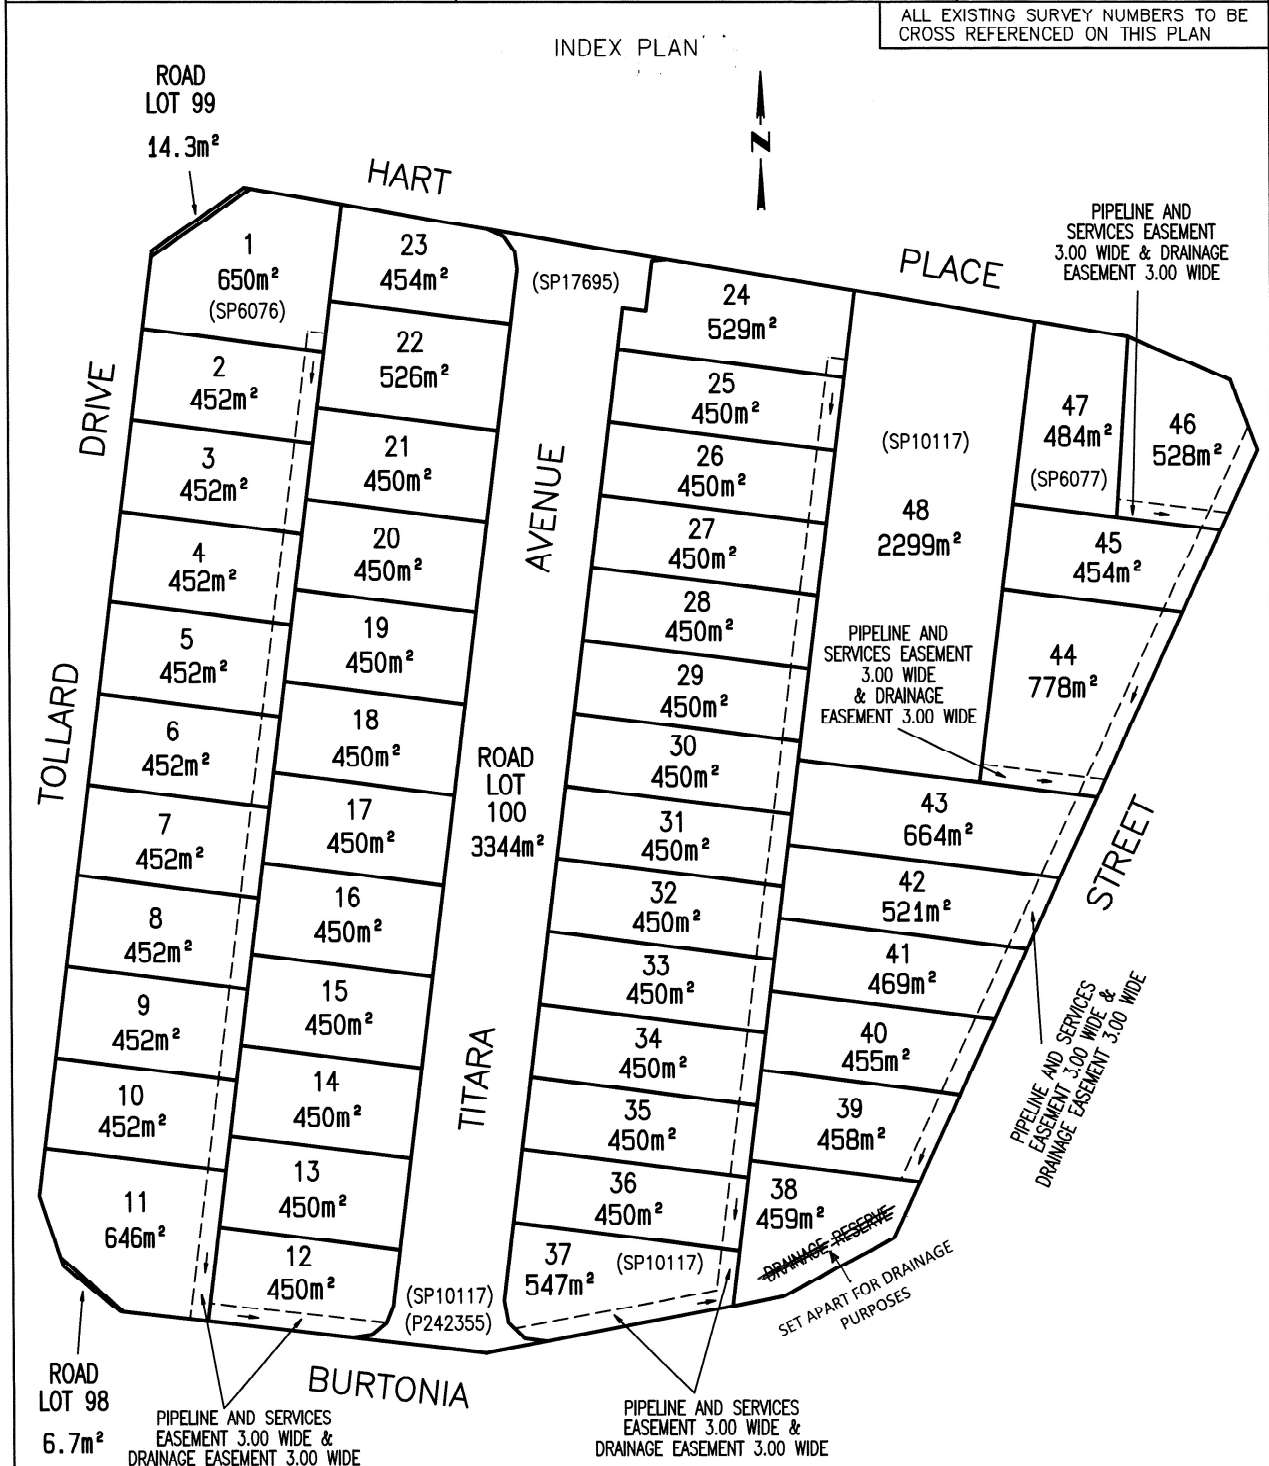 ALL EXISTING SURVEY NUMBERS TO BE
CROSS REFERENCED ON THIS PLAN
INDEX PLAN
ROAD
LOT 99
14.3m²
N
HART
PLACE
PIPELINE AND
SERVICES EASEMENT
3.00 WIDE & DRAINAGE
EASEMENT 3.00 WIDE
1
650m²
(SP6076)
2
452m²
3
452m²
4
452m²
5
452m²
6
452m²
7
452m²
8
452m²
9
452m²
10
452m²
11
646m²
DRIVE
TOLLARD
23
454m²
22
526m²
21
450m²
20
450m²
19
450m²
18
450m²
17
450m²
16
450m²
15
450m²
14
450m²
13
450m²
12
450m²
(SP17695)
AVENUE
ROAD
LOT
100
3344m²
TITARA
(SP10117)
(P242355)
24
529m²
25
450m²
26
450m²
27
450m²
28
450m²
29
450m²
30
450m²
31
450m²
32
450m²
33
450m²
34
450m²
35
450m²
36
450m²
37
547m²
(SP10117)
(SP10117)
48
2299m²
PIPELINE AND
SERVICES EASEMENT
3.00 WIDE
& DRAINAGE
EASEMENT 3.00 WIDE
47
484m²
(SP6077)
46
528m²
45
454m²
44
778m²
43
664m²
42
521m²
41
469m²
40
455m²
39
458m²
38
459m²
DRAINAGE RESERVE
SET APART FOR DRAINAGE
PURPOSES
STREET
PIPELINE AND SERVICES
EASEMENT 3.00 WIDE &
DRAINAGE EASEMENT 3.00 WIDE
BURTONIA
ROAD
LOT 98
6.7m²
PIPELINE AND SERVICES
EASEMENT 3.00 WIDE &
DRAINAGE EASEMENT 3.00 WIDE
PIPELINE AND SERVICES
EASEMENT 3.00 WIDE &
DRAINAGE EASEMENT 3.00 WIDE